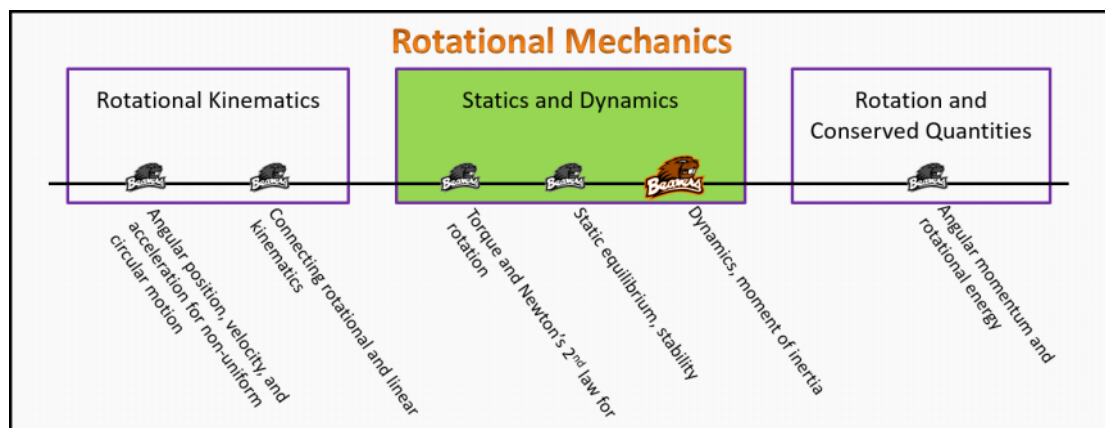 Rotational Mechanics
Rotational Kinematics
Statics and Dynamics
Rotation and
Conserved Quantities
Beavers
Beavers
Beavers
Beavers
Beavers
Beavers
Angular position, velocity, and
acceleration for non-uniform
circular motion
Connecting rotational and linear
kinematics
Torque and Newton's 2nd law for
rotation
Static equilibrium, stability
Dynamics, moment of inertia
Angular momentum and
rotational energy